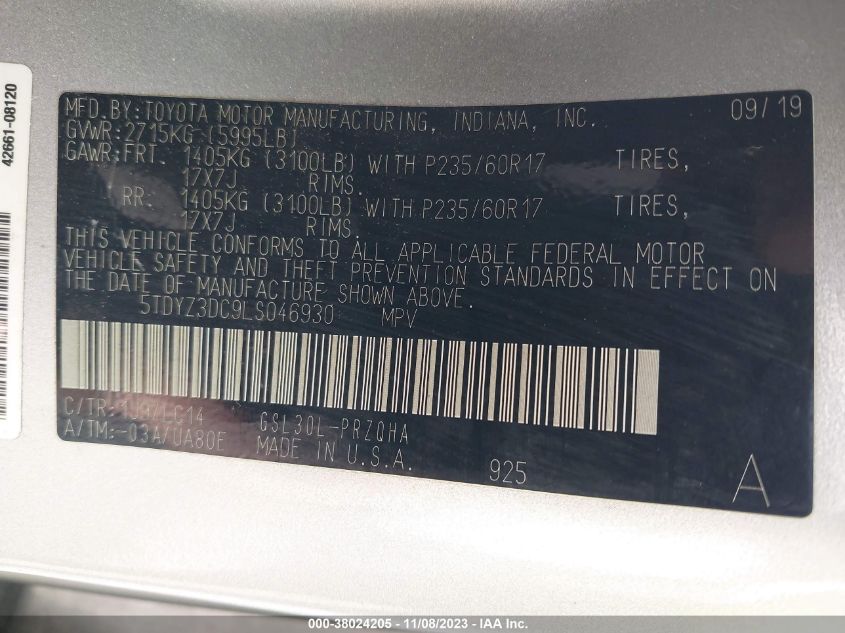 42661-08120
MFD. BY: TOYOTA MOTOR MANUFACTURING, INDIANA, INC. 09/19
GVWR: 2715KG (5995LB)
GAWR: FRT. 1405KG (3100LB) WITH P235/60R17 TIRES,
17X7J RIMS.
RR: 1405KG (3100LB) WITH P235/60R17 TIRES,
17X7J RIMS
THIS VEHICLE CONFORMS TO ALL APPLICABLE FEDERAL MOTOR
VEHICLE SAFETY AND THEFT PREVENTION STANDARDS IN EFFECT ON
THE DATE OF MANUFACTURE SHOWN ABOVE.
5TDYZ3DC9LS046930 MPV
C/TR: 1J9/LC14 GSL30L-PRZQHA
A/TM: -03A/UA80F MADE IN U.S.A.
925 A
000-38024205 - 11/08/2023 - IAA Inc.